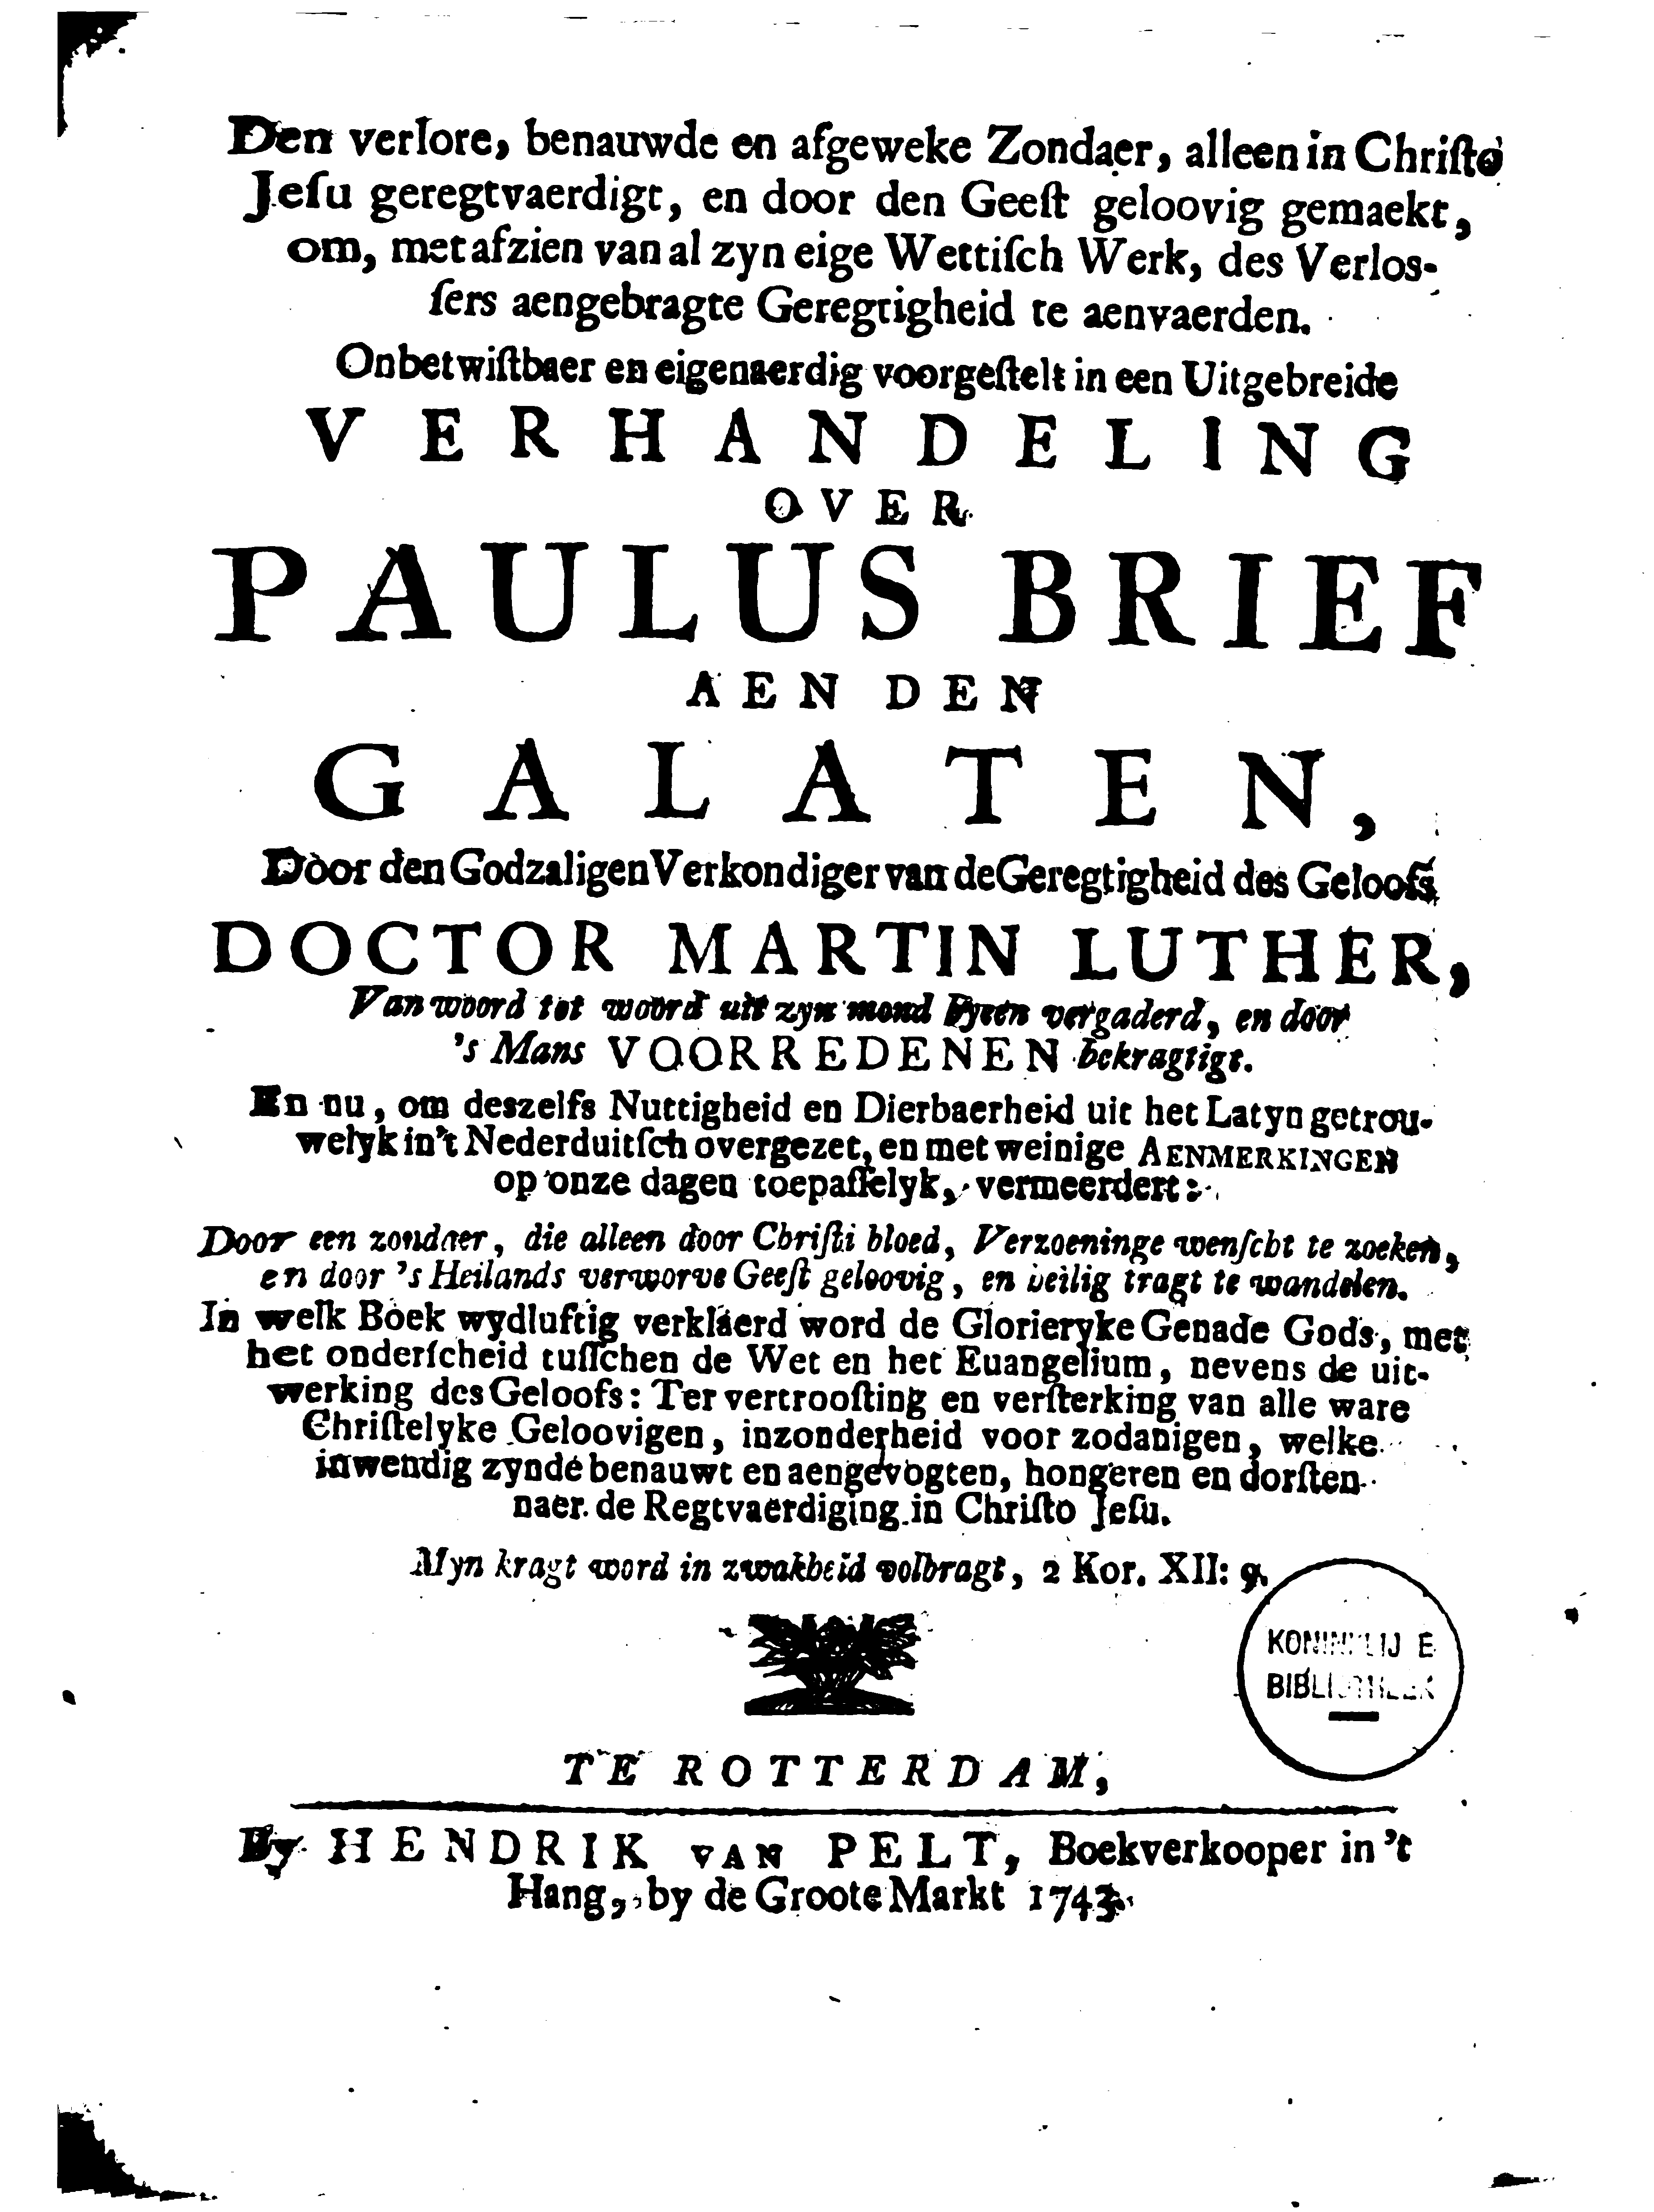 Den verlore, benauwde en afgeweke Zondaer, alleen in Chriſto
Jeſu geregtvaerdigt, en door den Geeſt geloovig gemaekt,
om, met afzien van al zyn eige Wettiſch Werk, des Verlos-
ſers aengebragte Geregtigheid te aenvaerden.
Onbetwiſtbaer en eigenaerdig voorgeſtelt in een Uitgebreide
VERHANDELING
OVER
PAULUS BRIEF
AEN DEN
GALATEN,
Door den Godzaligen Verkondiger van de Geregtigheid des Geloofs
DOCTOR MARTIN LUTHER,
Van woord tot woord uit zyn mond byeen vergaderd, en door
's Mans VOORREDENEN bekragtigt.
En nu, om deszelfs Nuttigheid en Dierbaerheid uit het Latyn getrou-
welyk in't Nederduitſch overgezet, en met weinige AENMERKINGEN
op onze dagen toepaſſelyk, vermeerdert:
Door een zondaer, die alleen door Chriſti bloed, Verzoeninge wenſcht te zoeken,
en door 's Heilands verworve Geeſt geloovig, en heilig tragt te wandelen.
In welk Boek wydluftig verklaerd word de Glorieryke Genade Gods, met
het onderſcheid tuſſchen de Wet en het Euangelium, nevens de uit-
werking des Geloofs: Ter vertrooſting en verſterking van alle ware
Chriſtelyke Geloovigen, inzonderheid voor zodanigen, welke
inwendig zynde benauwt en aengevogten, hongeren en dorſten
naer de Regtvaerdiging in Chriſto Jeſu.
Myn kragt word in zwakheid volbragt, 2 Kor. XII: 9.
KONINKLIJKE
BIBLIOTHEEK
TE ROTTERDAM,
By HENDRIK VAN PELT, Boekverkooper in 't
Hang, by de Groote Markt 1743.